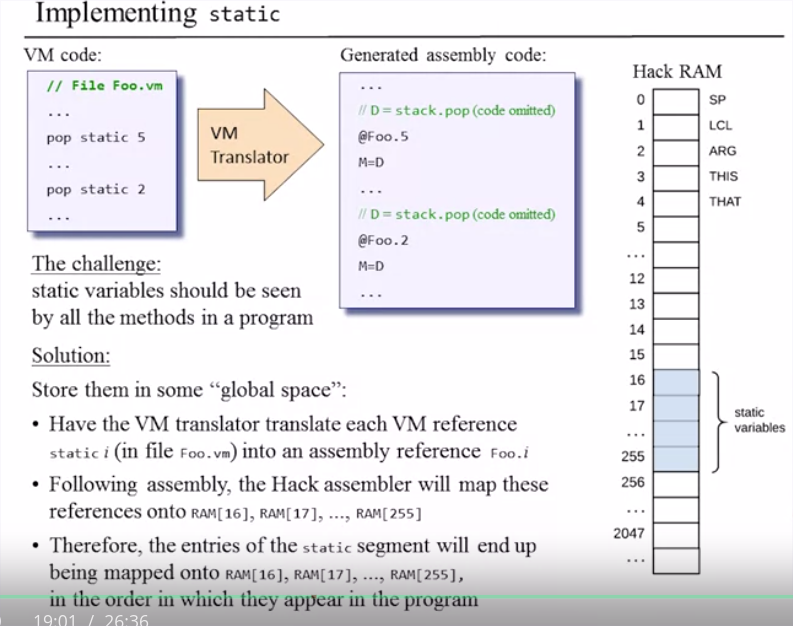 Implementing static
VM code:
// File Foo.vm
...
pop static 5
...
pop static 2
...
VM
Translator
Generated assembly code:
...
// D = stack.pop (code omitted)
@Foo.5
M=D
...
// D = stack.pop (code omitted)
@Foo.2
M=D
...
The challenge:
static variables should be seen
by all the methods in a program
Solution:
Store them in some “global space”:
• Have the VM translator translate each VM reference
static i (in file Foo.vm) into an assembly reference Foo.i
• Following assembly, the Hack assembler will map these
references onto RAM[16], RAM[17], ..., RAM[255]
• Therefore, the entries of the static segment will end up
being mapped onto RAM[16], RAM[17], ..., RAM[255],
in the order in which they appear in the program
Hack RAM
0 SP
1 LCL
2 ARG
3 THIS
4 THAT
5
...
12
13
14
15
16
17
...
255
static
variables
256
...
2047
...
19:01 / 26:36